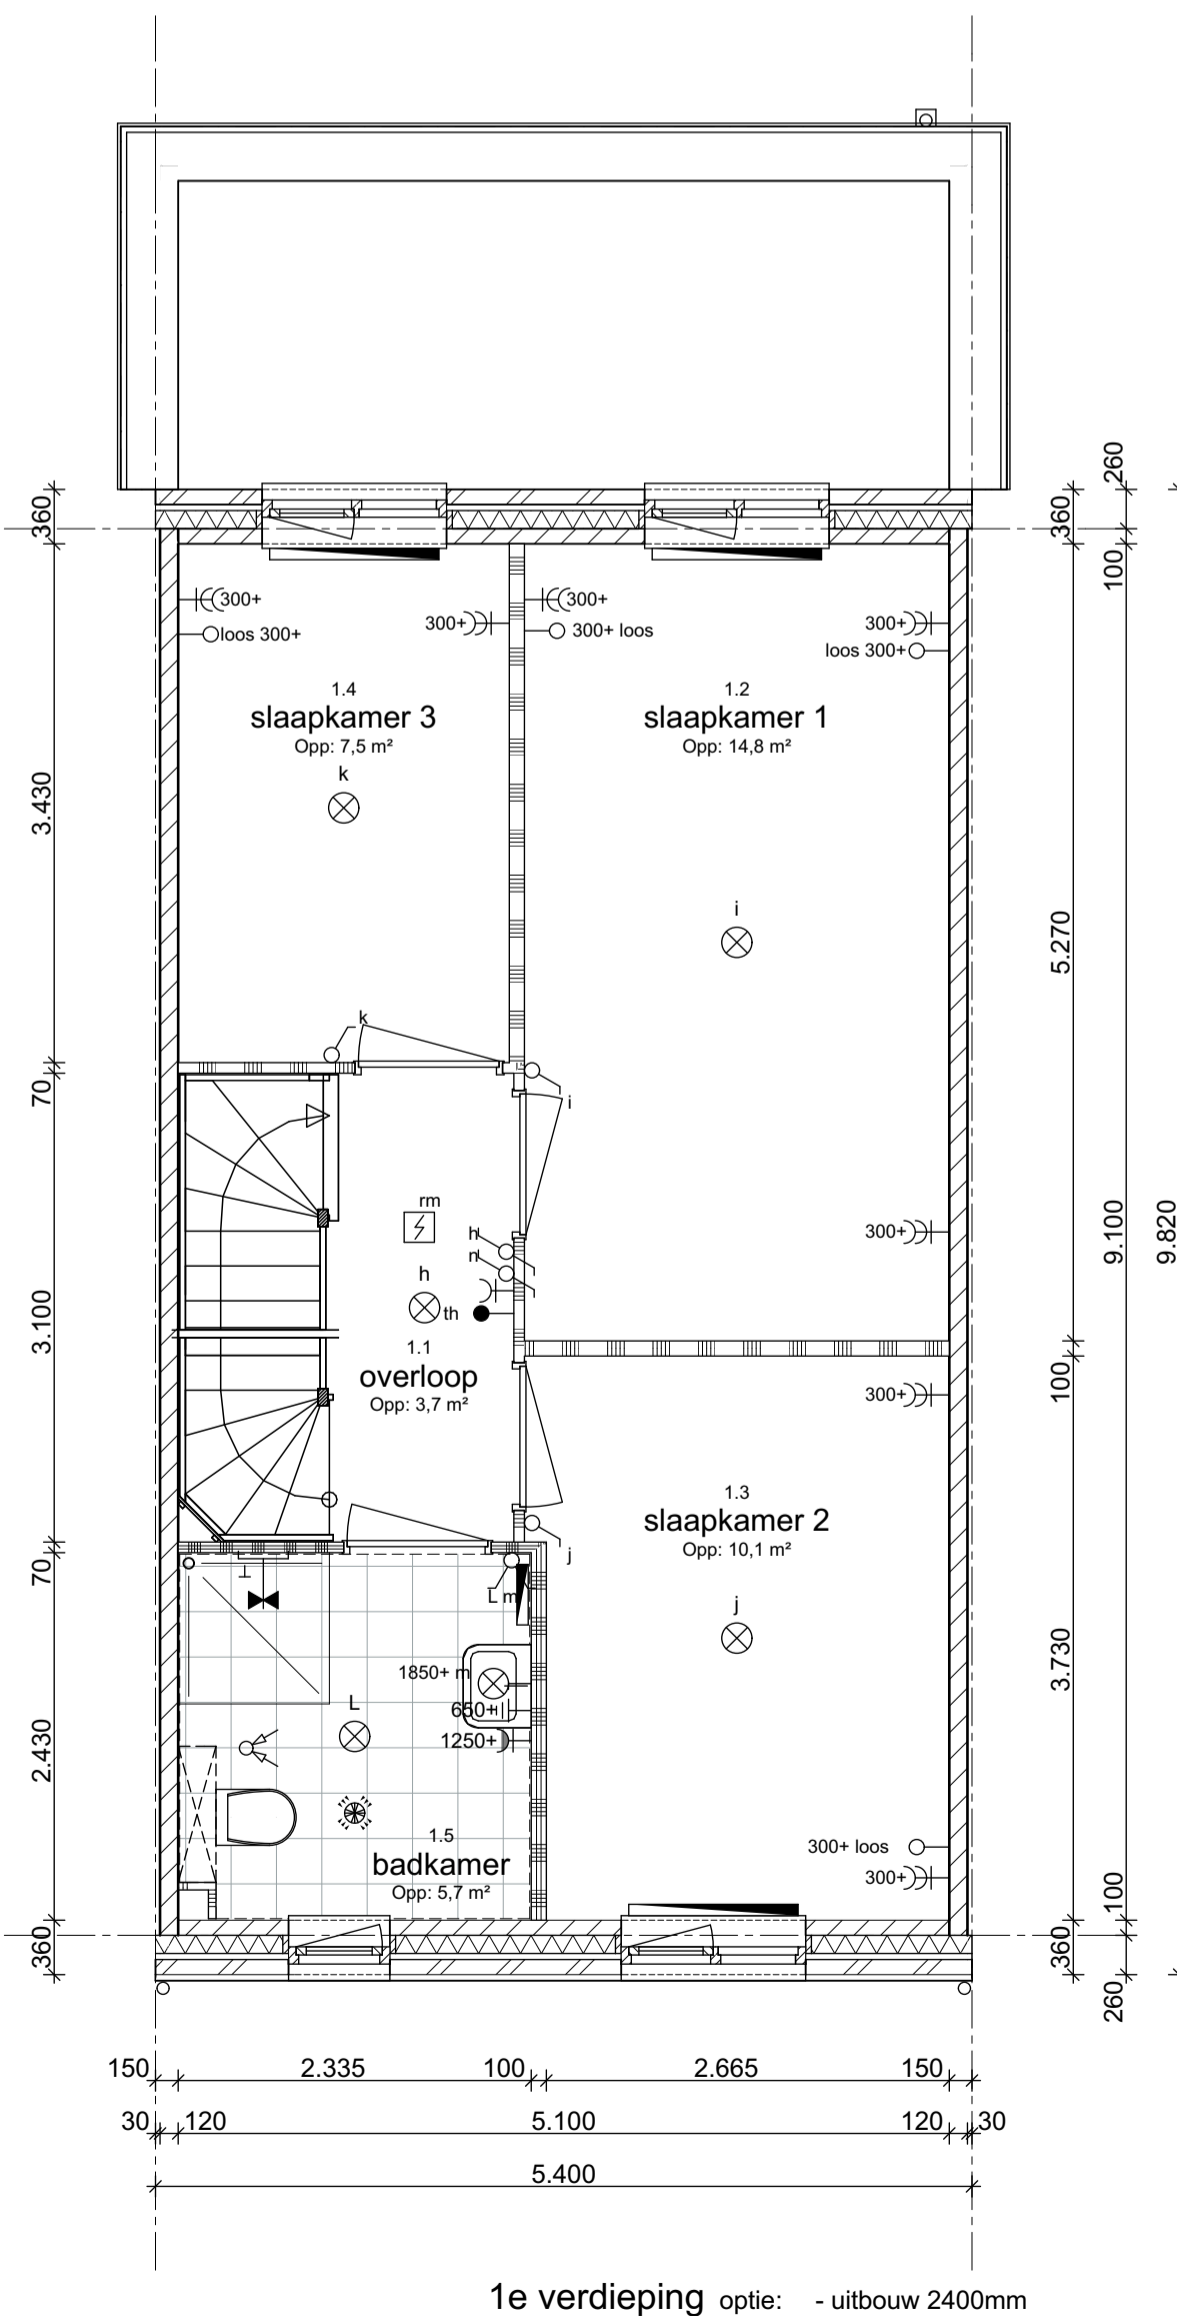 260
360
360
100
300+
300+
300+
300+
loos 300+
300+ loos
loos 300+
1.4
slaapkamer 3
Opp: 7,5 m²
k
1.2
slaapkamer 1
Opp: 14,8 m²
3.430
i
5.270
k
70
i
rm
h
n
h
th
300+
9.100
9.820
3.100
1.1
overloop
Opp: 3,7 m²
100
300+
1.3
slaapkamer 2
Opp: 10,1 m²
j
70
L m
j
1850+ m
650+
1250+
L
3.730
2.430
1.5
badkamer
Opp: 5,7 m²
300+ loos
300+
100
360
360
260
150
2.335
100
2.665
150
30
120
5.100
120
30
5.400
1e verdieping optie: - uitbouw 2400mm